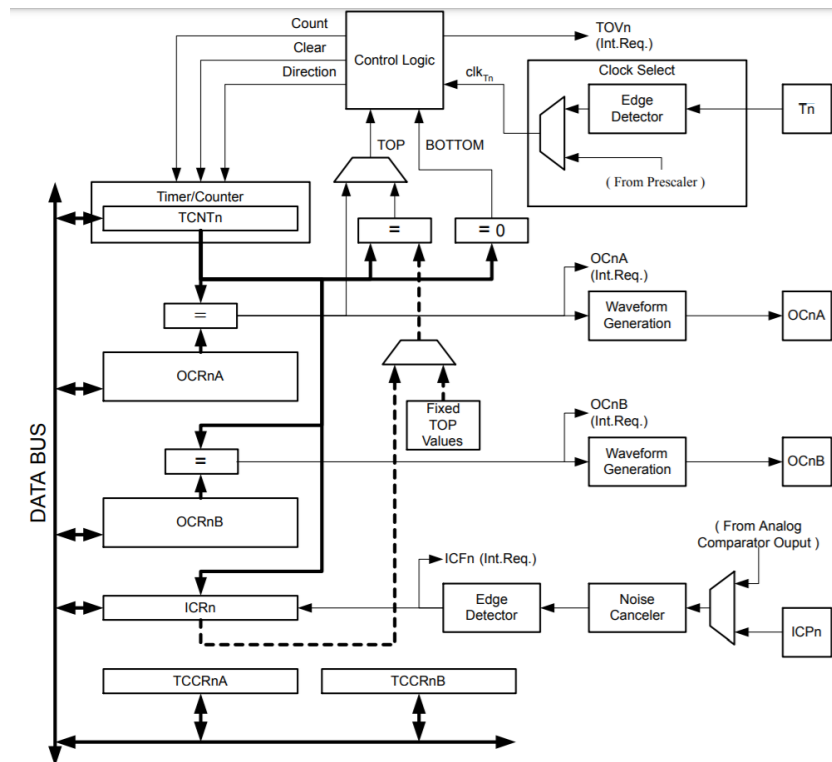 Count
Clear
Direction
Control Logic
TOVn
(Int.Req.)
clkTn
Clock Select
Edge
Detector
Tn
( From Prescaler )
TOP
BOTTOM
Timer/Counter
TCNTn
=
= 0
=
OCnA
(Int.Req.)
Waveform
Generation
OCnA
OCRnA
Fixed
TOP
Values
OCnB
(Int.Req.)
=
Waveform
Generation
OCnB
OCRnB
DATA BUS
( From Analog
Comparator Ouput )
ICFn (Int.Req.)
ICRn
Edge
Detector
Noise
Canceler
ICPn
TCCRnA
TCCRnB